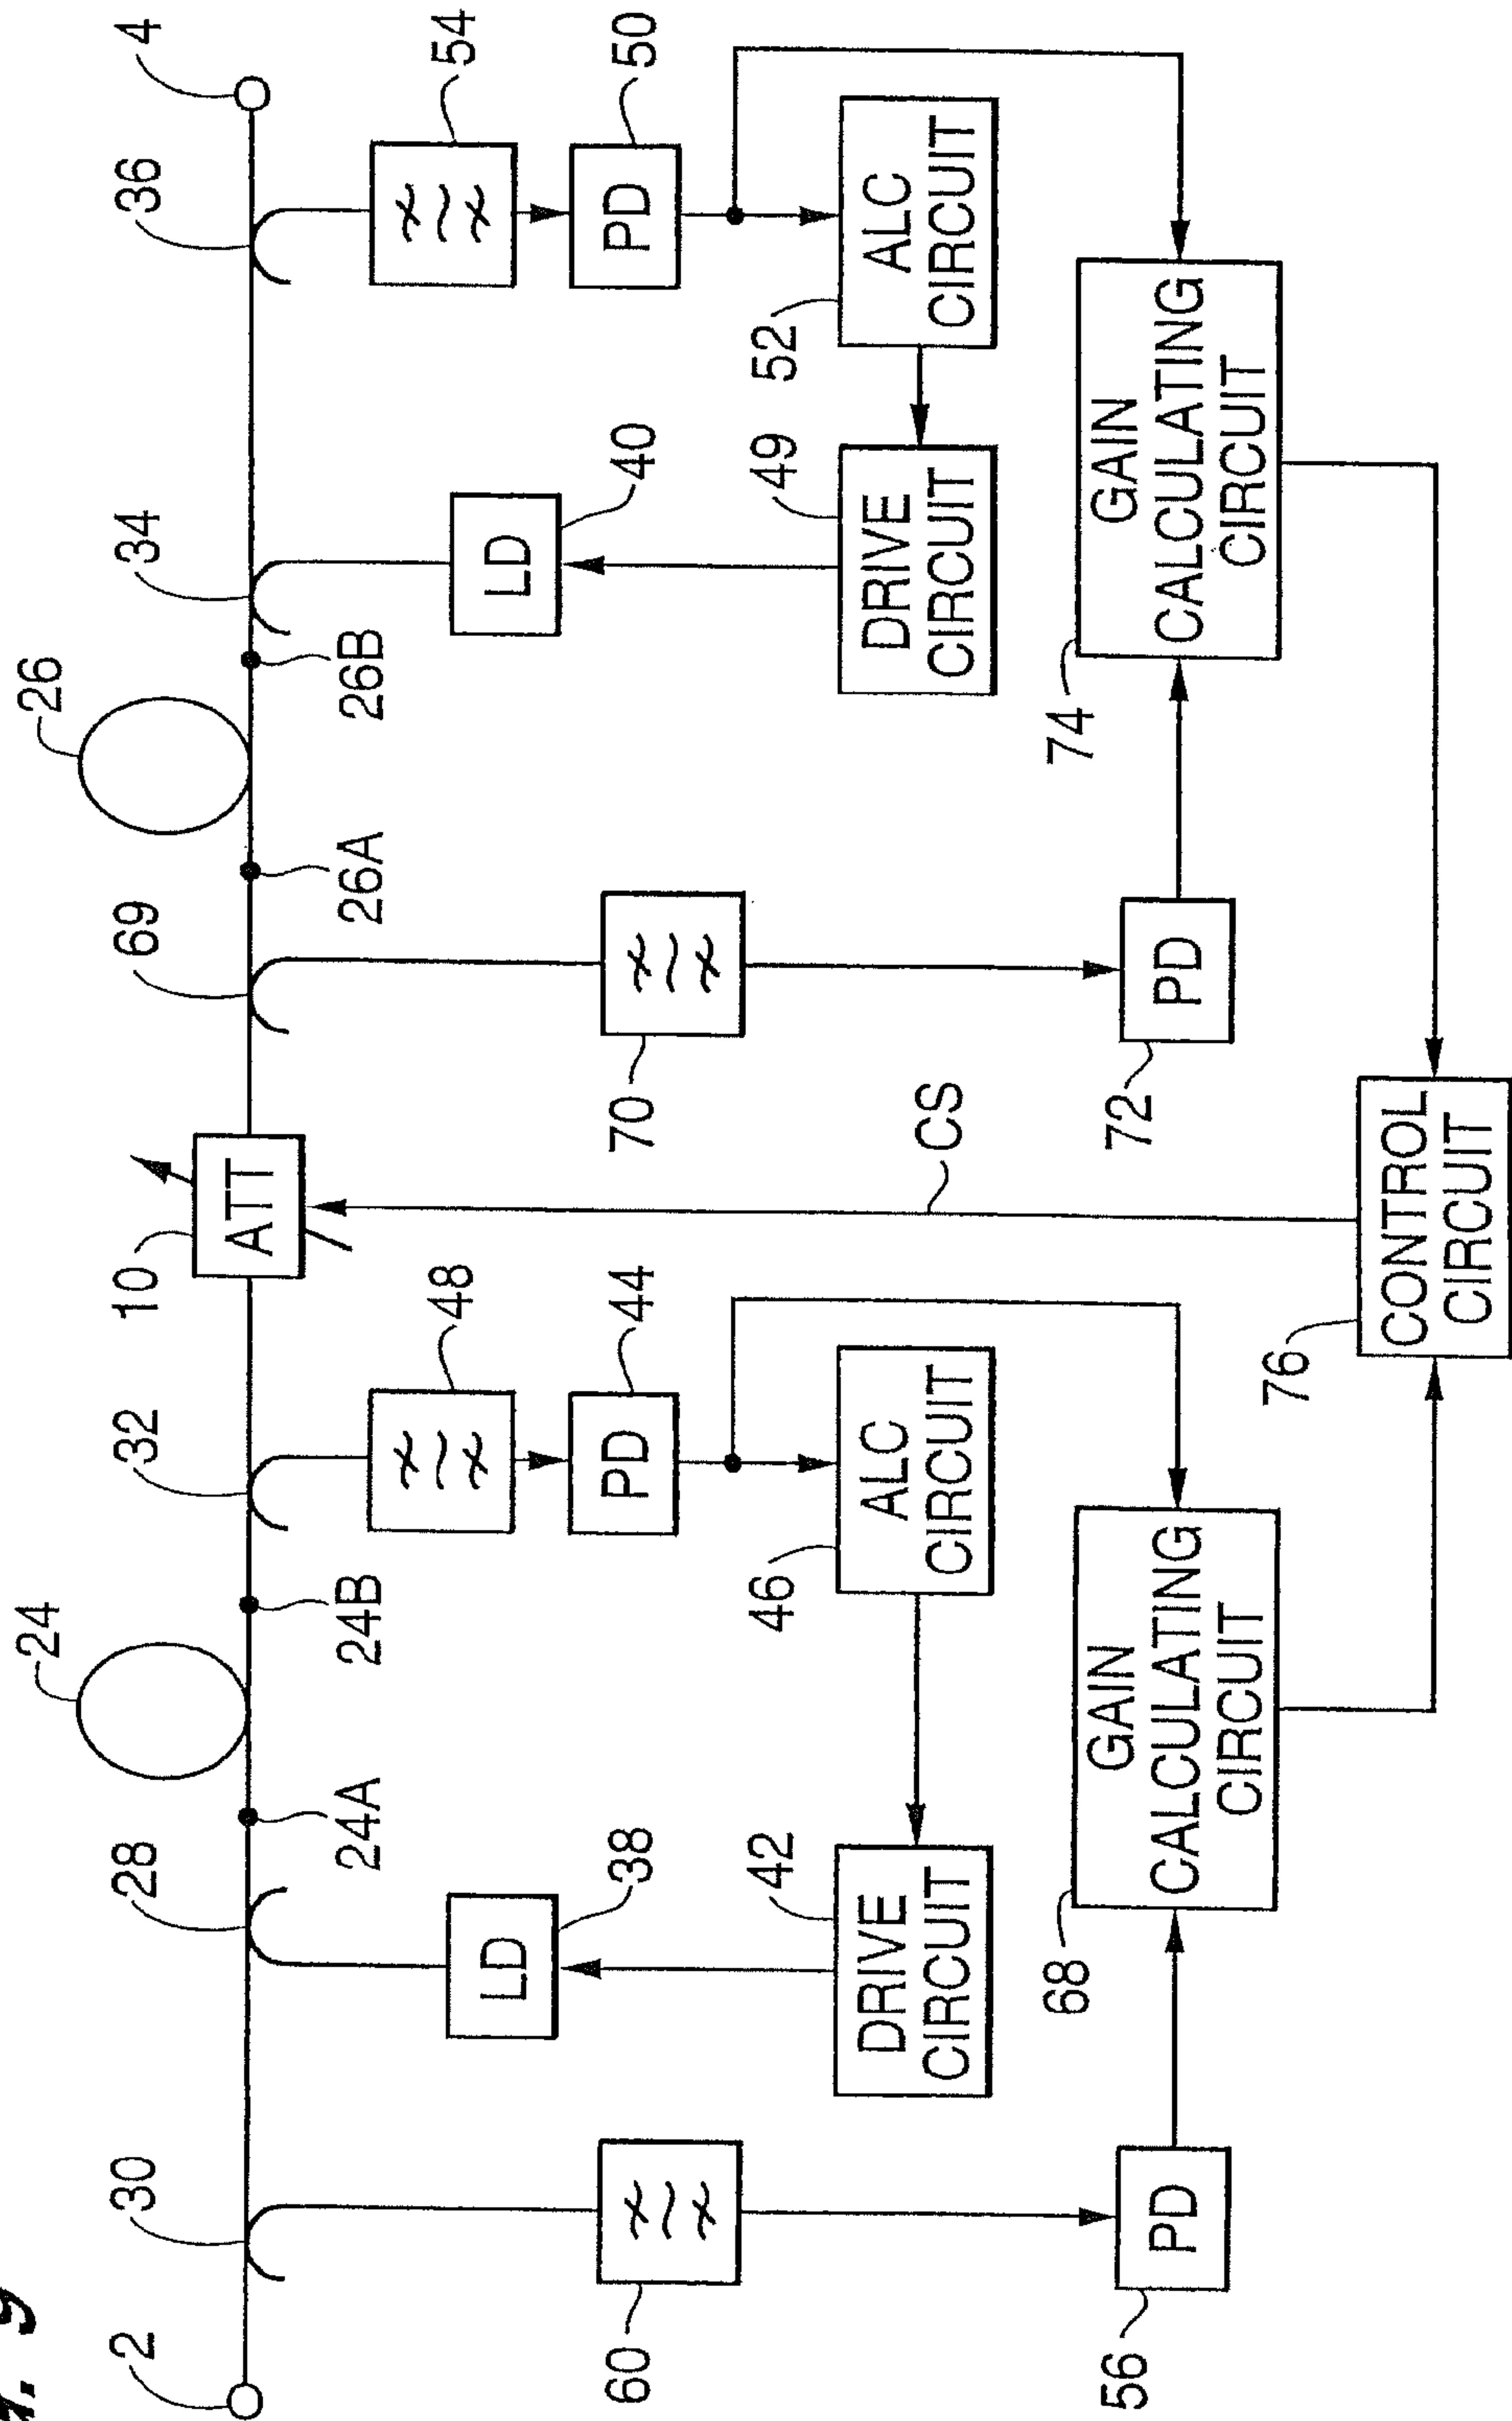 2
30
28
24A
24
24B
32
10
69
26A
26
26B
34
36
4
60
LD
38
48
PD
44
ATT
70
LD
40
54
PD
50
DRIVE
CIRCUIT
42
ALC
CIRCUIT
46
CS
DRIVE
CIRCUIT
49
ALC
CIRCUIT
52
PD
56
GAIN
CALCULATING
CIRCUIT
68
PD
72
GAIN
CALCULATING
CIRCUIT
74
CONTROL
CIRCUIT
76